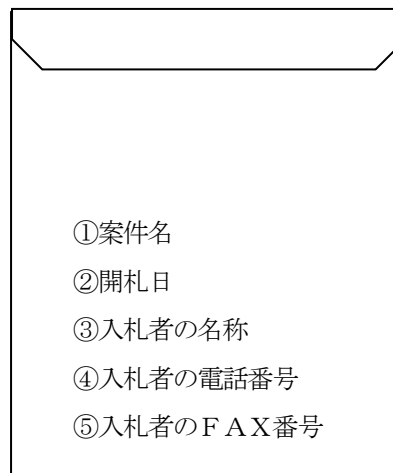 ①案件名
②開札日
③入札者の名称
④入札者の電話番号
⑤入札者のＦＡＸ番号